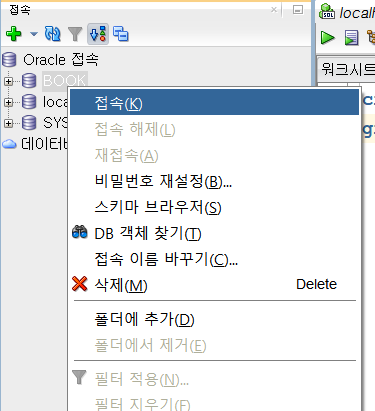 접속
localh
Oracle 접속
BOOK
loca
SYS
데이터베
워크시트
c
g
접속(K)
접속 해제(L)
재접속(A)
비밀번호 재설정(B)...
스키마 브라우저(S)
DB 객체 찾기(T)
접속 이름 바꾸기(C)...
삭제(M) Delete
폴더에 추가(D)
폴더에서 제거(E)
필터 적용(N)...
필터 지우기(F)